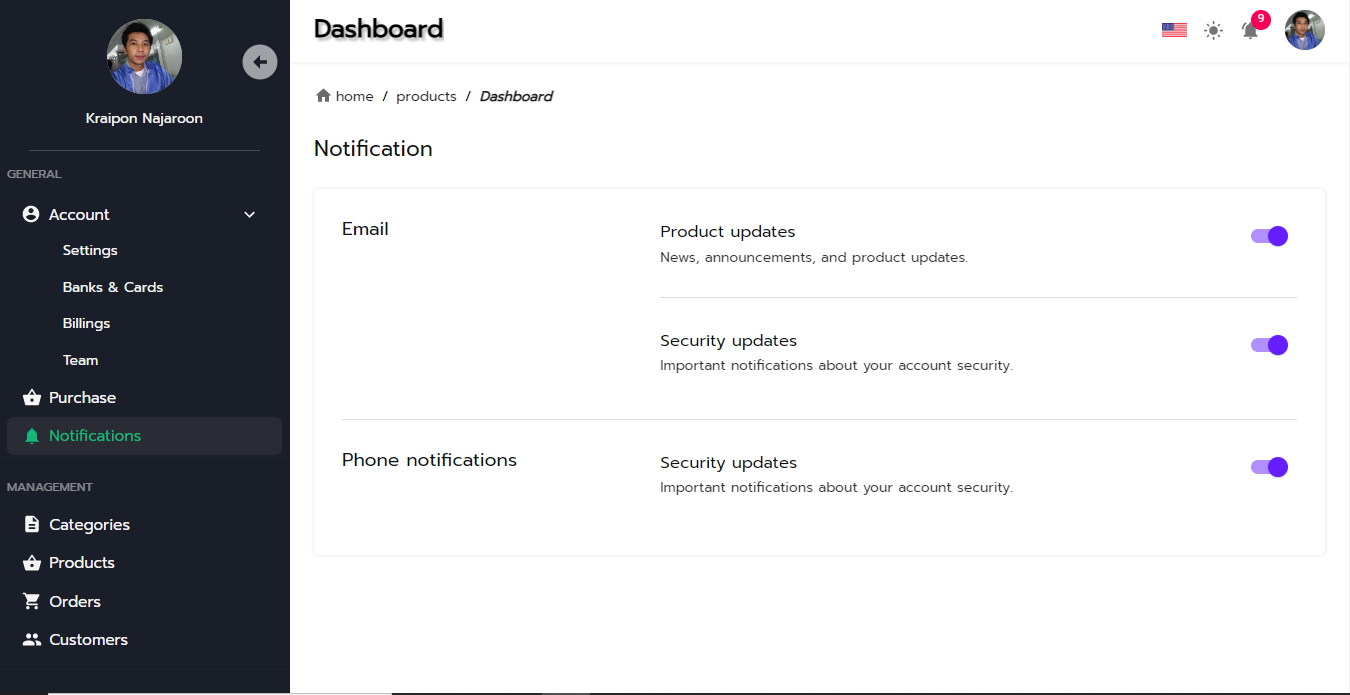 Dashboard
9
Kraipon Najaroon
home / products / Dashboard
Notification
GENERAL
Account
Settings
Banks & Cards
Billings
Team
Purchase
Notifications
MANAGEMENT
Categories
Products
Orders
Customers
Email
Product updates
News, announcements, and product updates.
Security updates
Important notifications about your account security.
Phone notifications
Security updates
Important notifications about your account security.